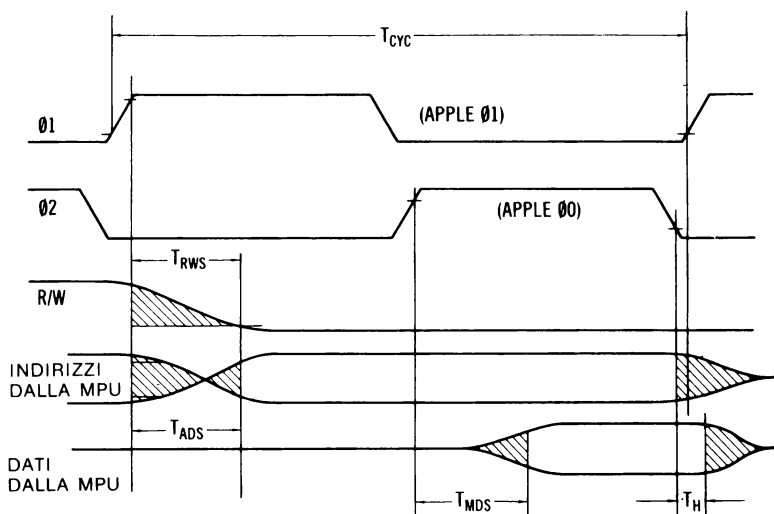 TCYC
Ø1
(APPLE Ø1)
Ø2
(APPLE Ø0)
TRWS
R/W
INDIRIZZI
DALLA MPU
TADS
DATI
DALLA MPU
TMDS
TH